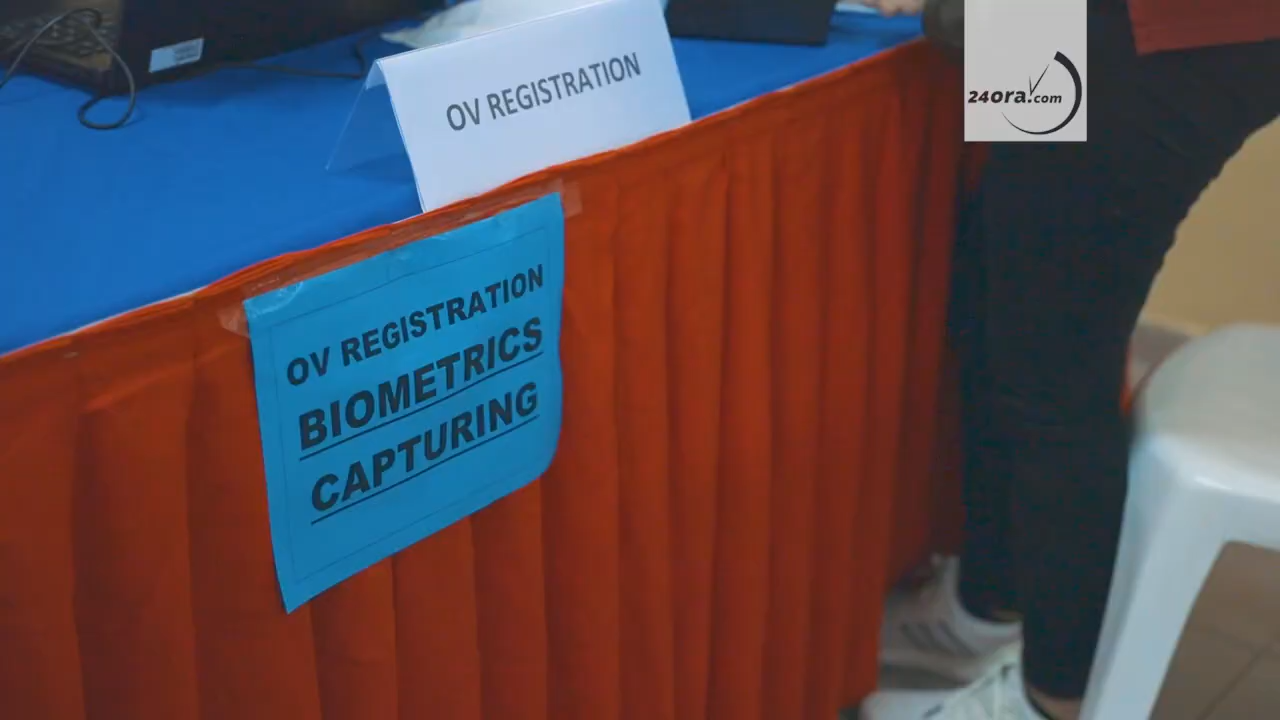 OV REGISTRATION
24ora.com
OV REGISTRATION
BIOMETRICS
CAPTURING